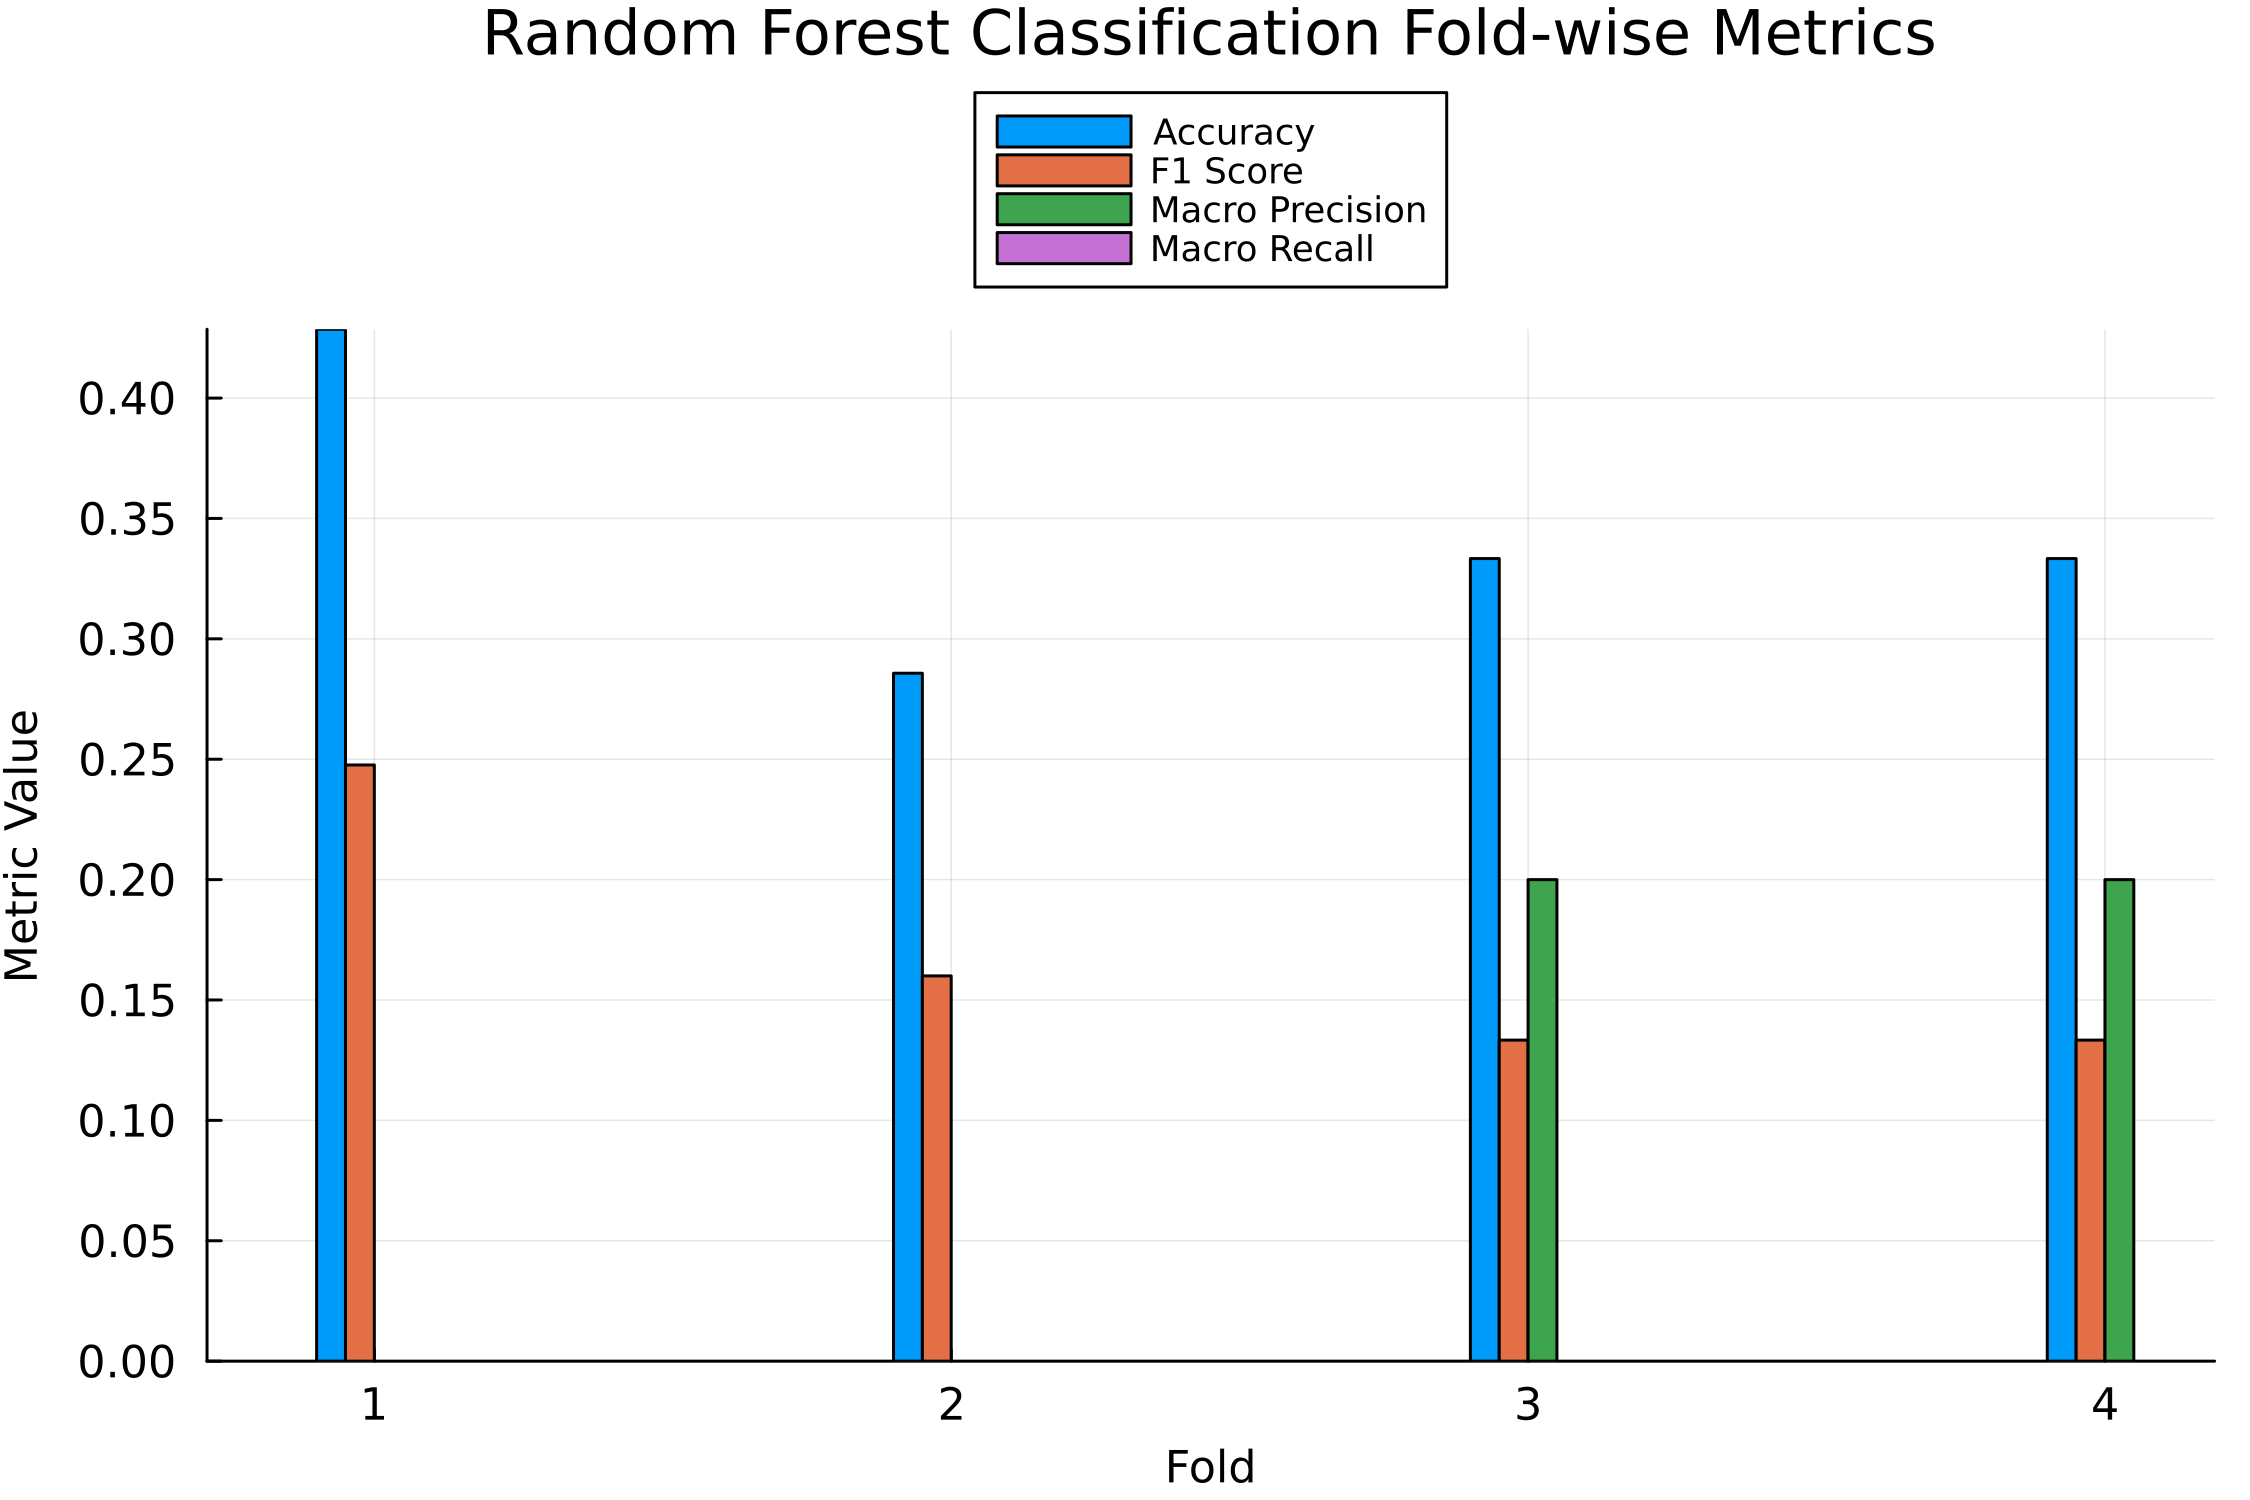 Random Forest Classification Fold-wise Metrics
Accuracy
F1 Score
Macro Precision
Macro Recall
0.40
0.35
0.30
0.25
0.20
0.15
0.10
0.05
0.00
Metric Value
1 2 3 4
Fold